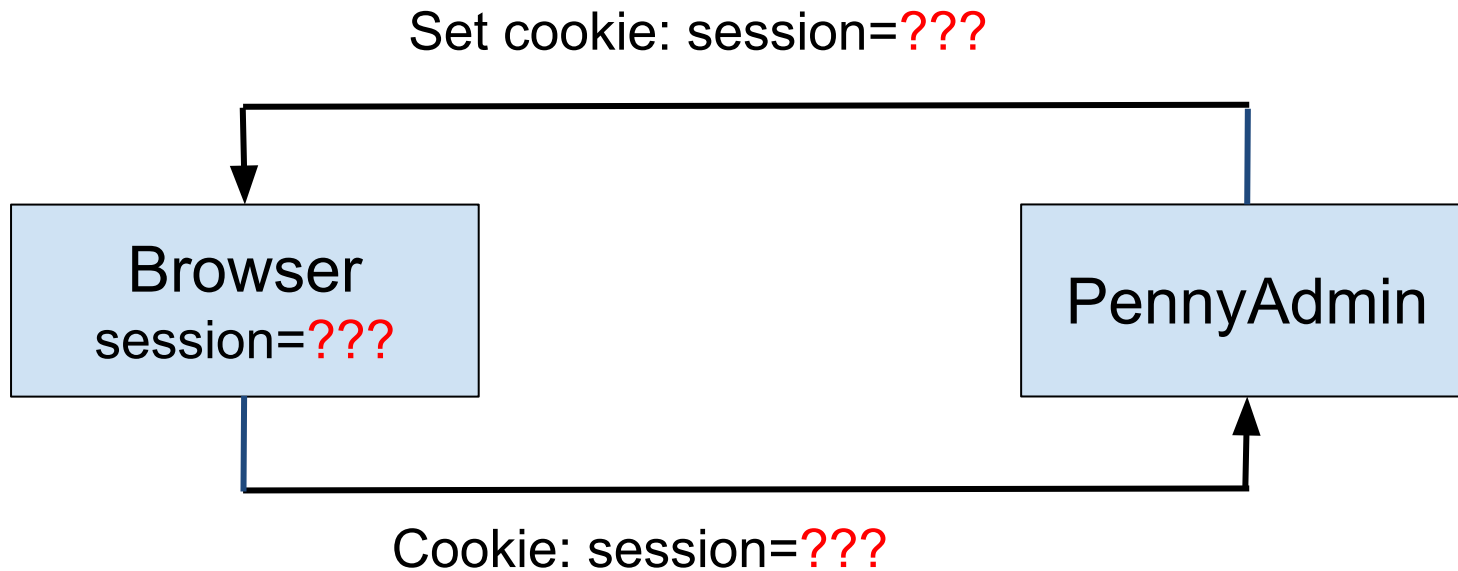 Set cookie: session=???
Browser
session=???
PennyAdmin
Cookie: session=???